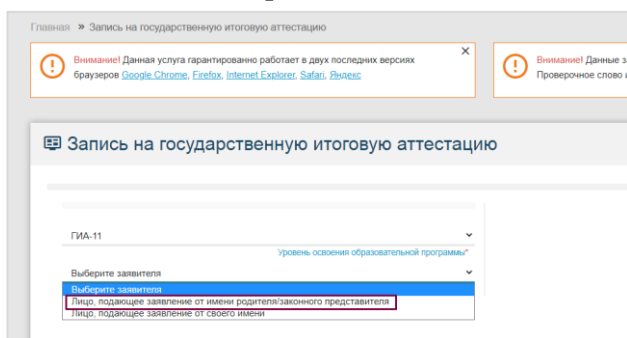 Главная » Запись на государственную итоговую аттестацию
Внимание! Данная услуга гарантированно работает в двух последних версиях
браузеров Google Chrome, Firefox, Internet Explorer, Safari, Яндекс
Внимание! Данные за
Проверочное слово и
Запись на государственную итоговую аттестацию
ГИА-11
Уровень освоения образовательной программы*
Выберите заявителя
Выберите заявителя
Лицо, подающее заявление от имени родителя/законного представителя
Лицо, подающее заявление от своего имени